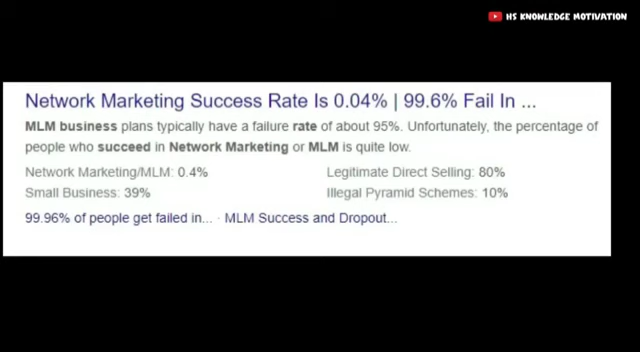 HS KNOWLEDGE MOTIVATION
Network Marketing Success Rate Is 0.04% | 99.6% Fail In ...
MLM business plans typically have a failure rate of about 95%. Unfortunately, the percentage of
people who succeed in Network Marketing or MLM is quite low.
Network Marketing/MLM: 0.4% Legitimate Direct Selling: 80%
Small Business: 39% Illegal Pyramid Schemes: 10%
99.96% of people get failed in... · MLM Success and Dropout...